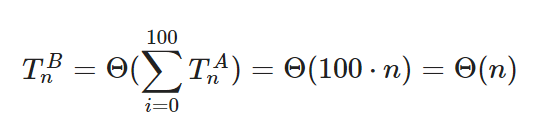 T_n^B = Θ(∑_{i=0}^{100} T_n^A) = Θ(100 · n) = Θ(n)